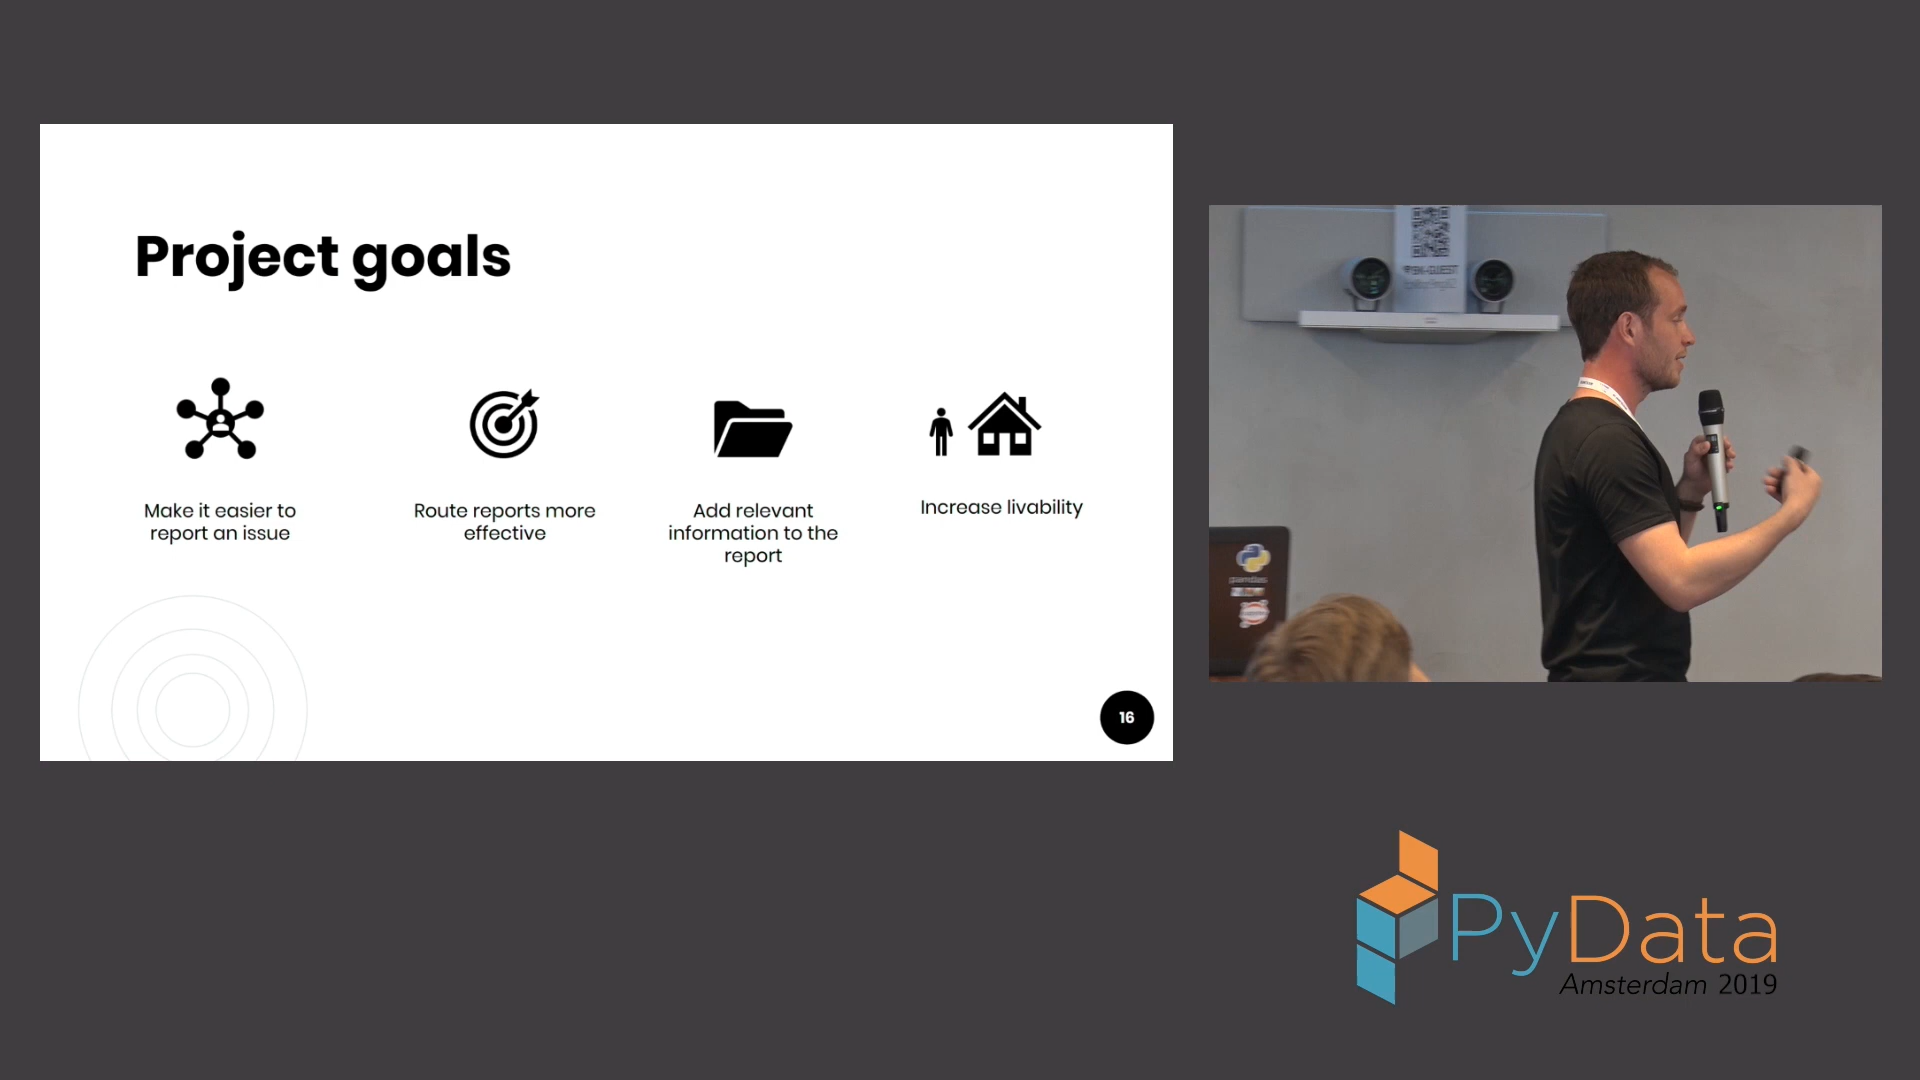 Project goals
Make it easier to
report an issue
Route reports more
effective
Add relevant
information to the
report
Increase livability
16
pandas
PyData
Amsterdam 2019